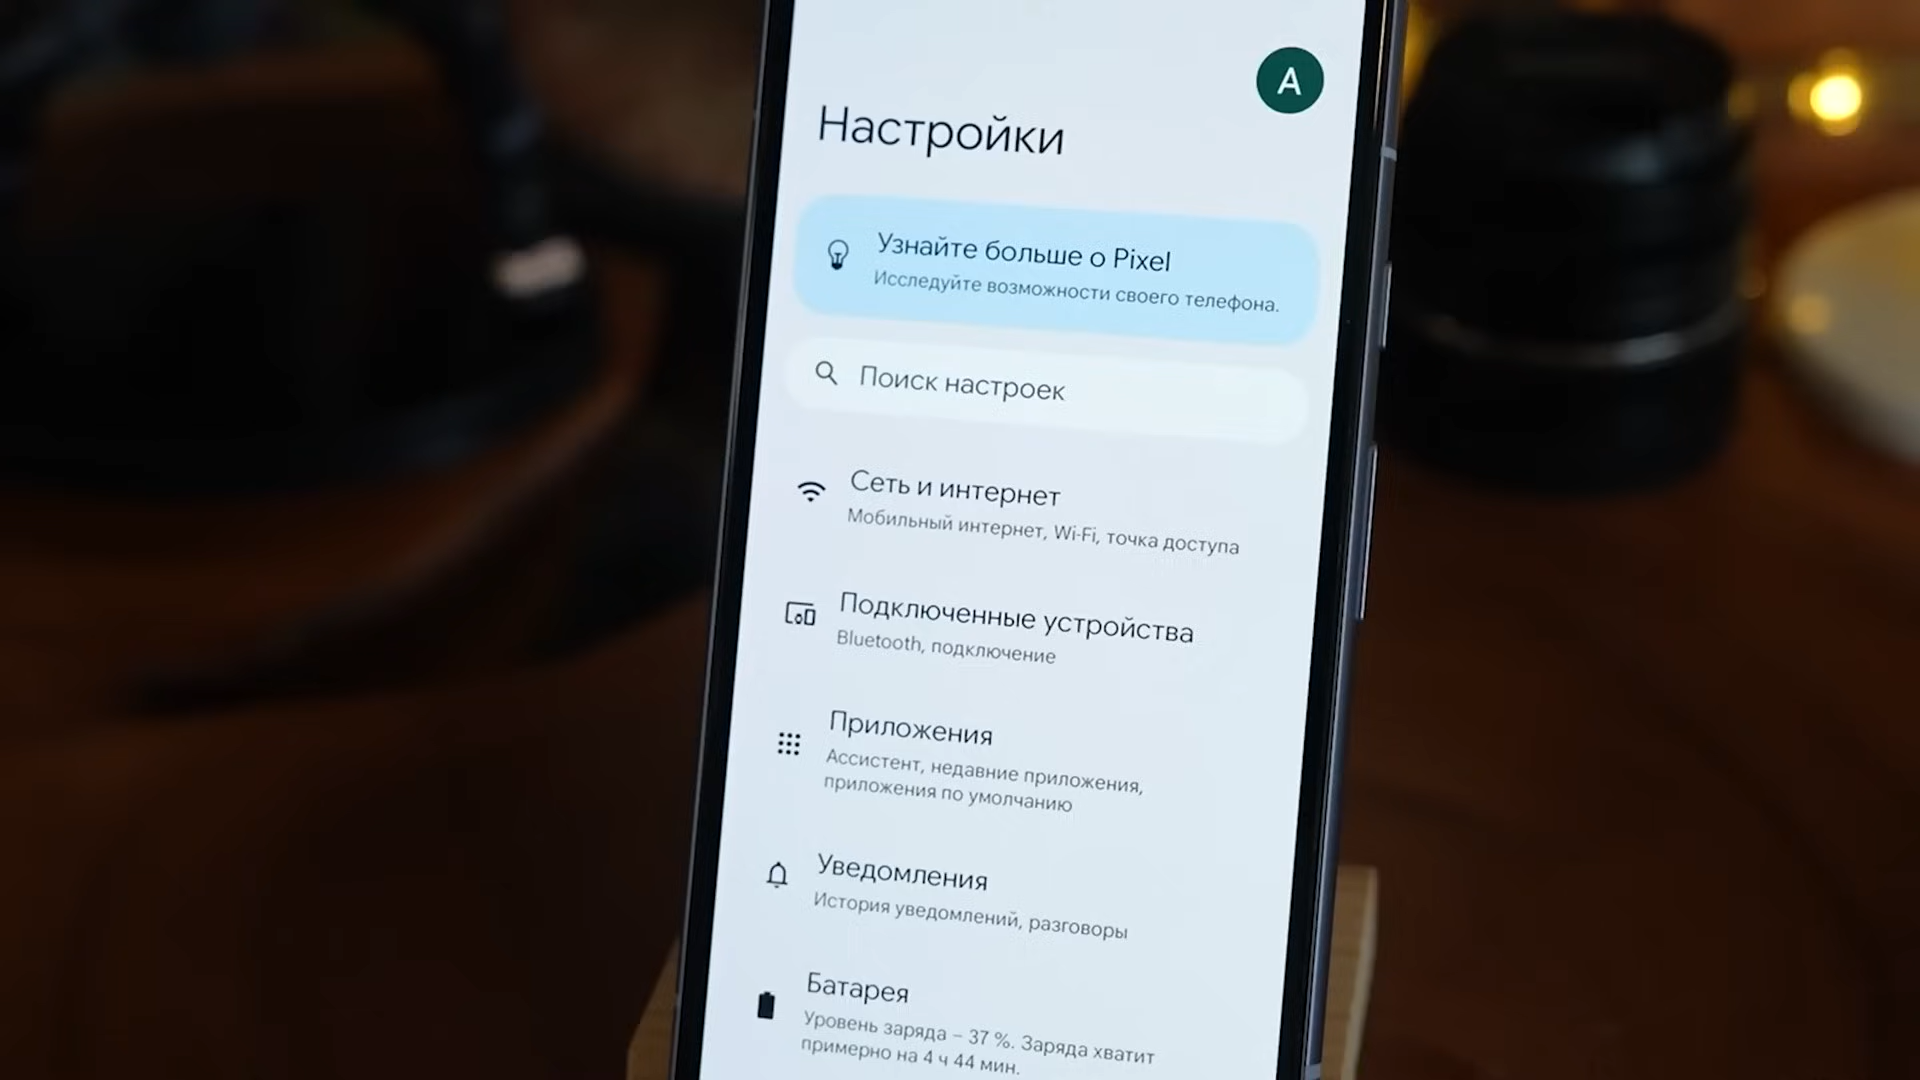 А
Настройки
Узнайте больше о Pixel
Исследуйте возможности своего телефона.
Поиск настроек
Сеть и интернет
Мобильный интернет, Wi-Fi, точка доступа
Подключенные устройства
Bluetooth, подключение
Приложения
Ассистент, недавние приложения,
приложения по умолчанию
Уведомления
История уведомлений, разговоры
Батарея
Уровень заряда – 37 %. Заряда хватит
примерно на 4 ч 44 мин.